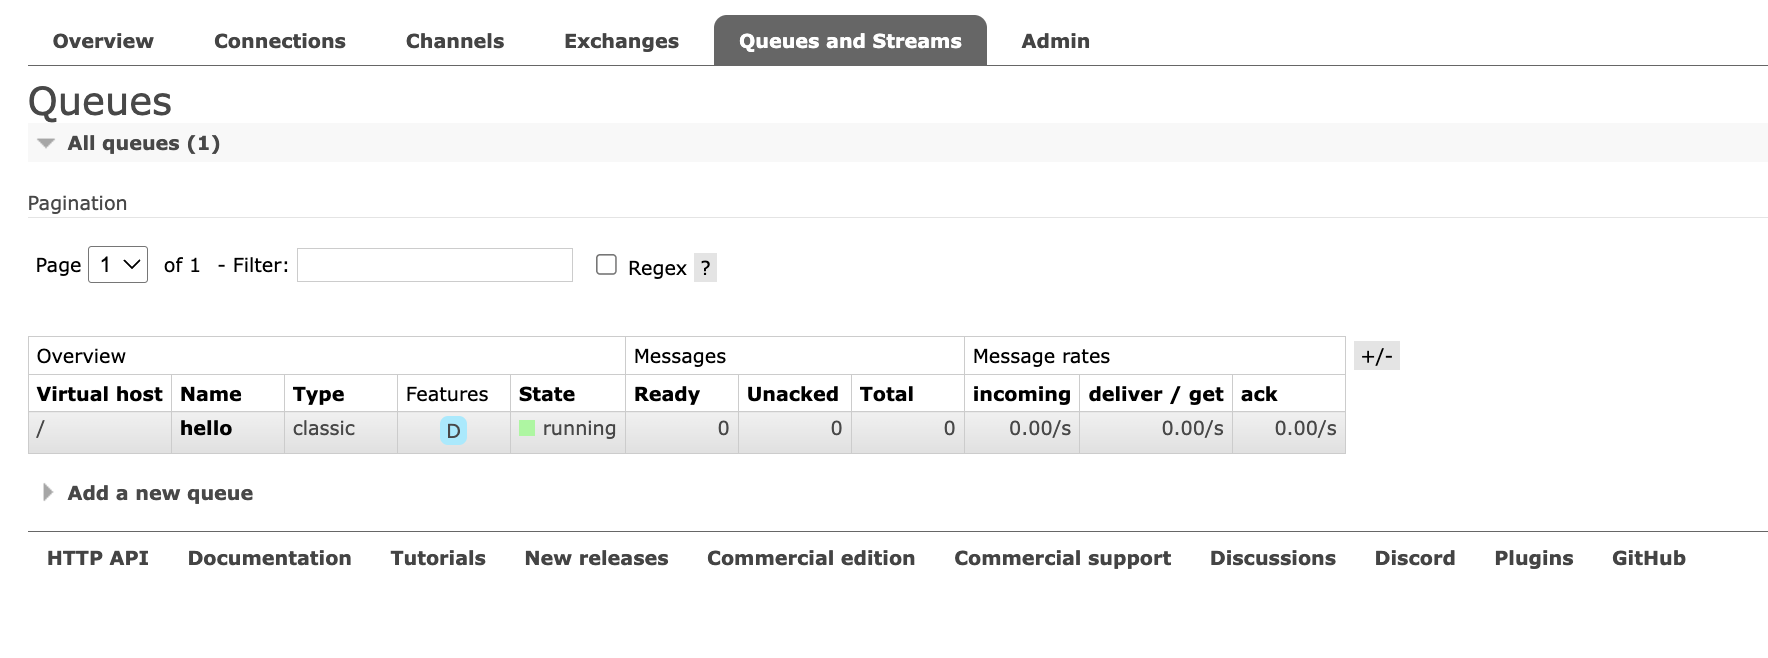 Overview Connections Channels Exchanges Queues and Streams Admin
Queues
All queues (1)
Pagination
Page 1 of 1 - Filter: Regex ?
Overview Messages Message rates +/-
Virtual host Name Type Features State Ready Unacked Total incoming deliver / get ack
/ hello classic D running 0 0 0 0.00/s 0.00/s 0.00/s
Add a new queue
HTTP API Documentation Tutorials New releases Commercial edition Commercial support Discussions Discord Plugins GitHub